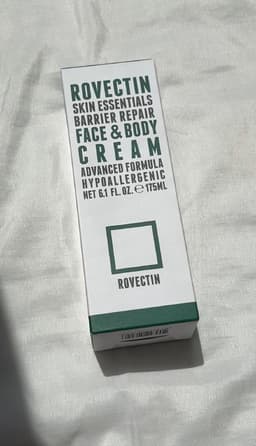 ROVECTIN
SKIN ESSENTIALS
BARRIER REPAIR
FACE & BODY
CREAM
ADVANCED FORMULA
HYPOALLERGENIC
NET 6.1 FL. OZ. ℮ 175ML
ROVECTIN